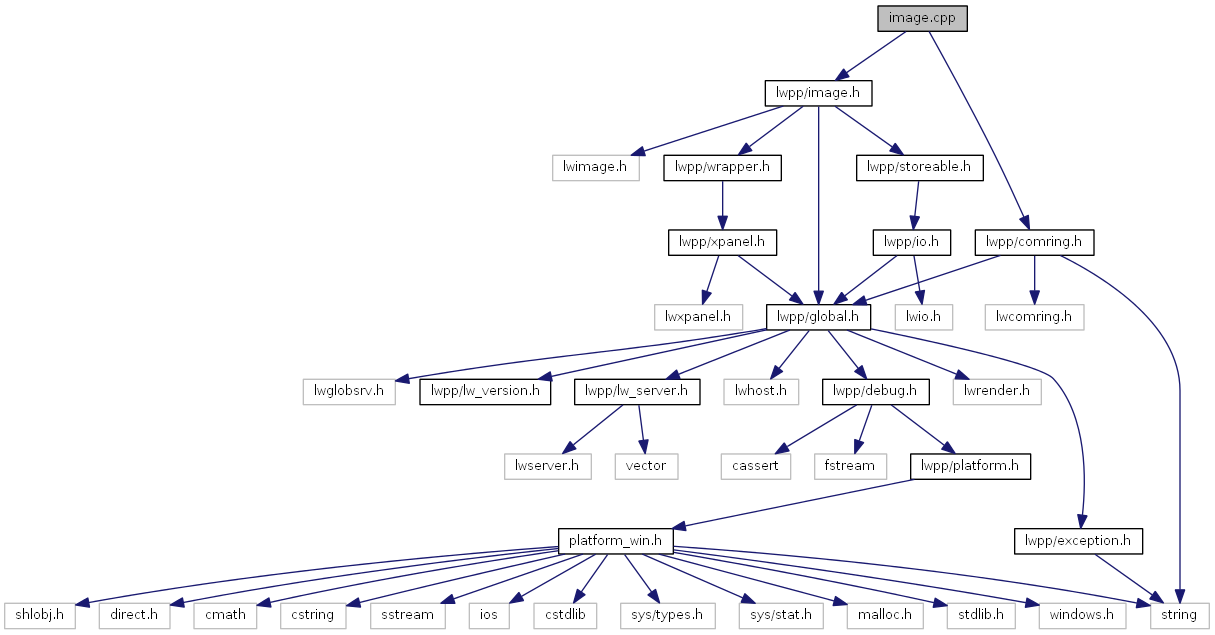 image.cpp
lwpp/image.h
lwimage.h
lwpp/wrapper.h
lwpp/storeable.h
lwpp/xpanel.h
lwpp/io.h
lwpp/comring.h
lwxpanel.h
lwpp/global.h
lwio.h
lwcomring.h
lwglobsrv.h
lwpp/lw_version.h
lwpp/lw_server.h
lwhost.h
lwpp/debug.h
lwrender.h
lwserver.h
vector
cassert
fstream
lwpp/platform.h
platform_win.h
lwpp/exception.h
shlobj.h
direct.h
cmath
cstring
sstream
ios
cstdlib
sys/types.h
sys/stat.h
malloc.h
stdlib.h
windows.h
string